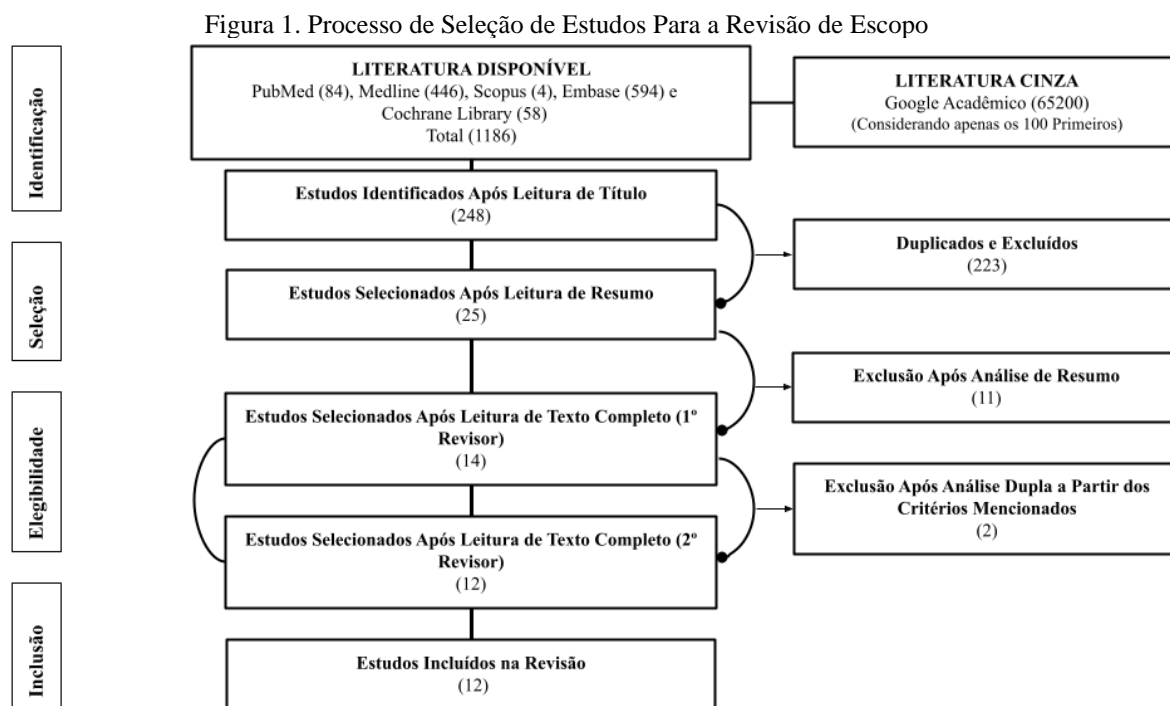 Figura 1. Processo de Seleção de Estudos Para a Revisão de Escopo
Identificação
LITERATURA DISPONÍVEL
PubMed (84), Medline (446), Scopus (4), Embase (594) e
Cochrane Library (58)
Total (1186)
LITERATURA CINZA
Google Acadêmico (65200)
(Considerando apenas os 100 Primeiros)
Estudos Identificados Após Leitura de Título
(248)
Duplicados e Excluídos
(223)
Seleção
Estudos Selecionados Após Leitura de Resumo
(25)
Exclusão Após Análise de Resumo
(11)
Elegibilidade
Estudos Selecionados Após Leitura de Texto Completo (1º
Revisor)
(14)
Exclusão Após Análise Dupla a Partir dos
Critérios Mencionados
(2)
Estudos Selecionados Após Leitura de Texto Completo (2º
Revisor)
(12)
Inclusão
Estudos Incluídos na Revisão
(12)